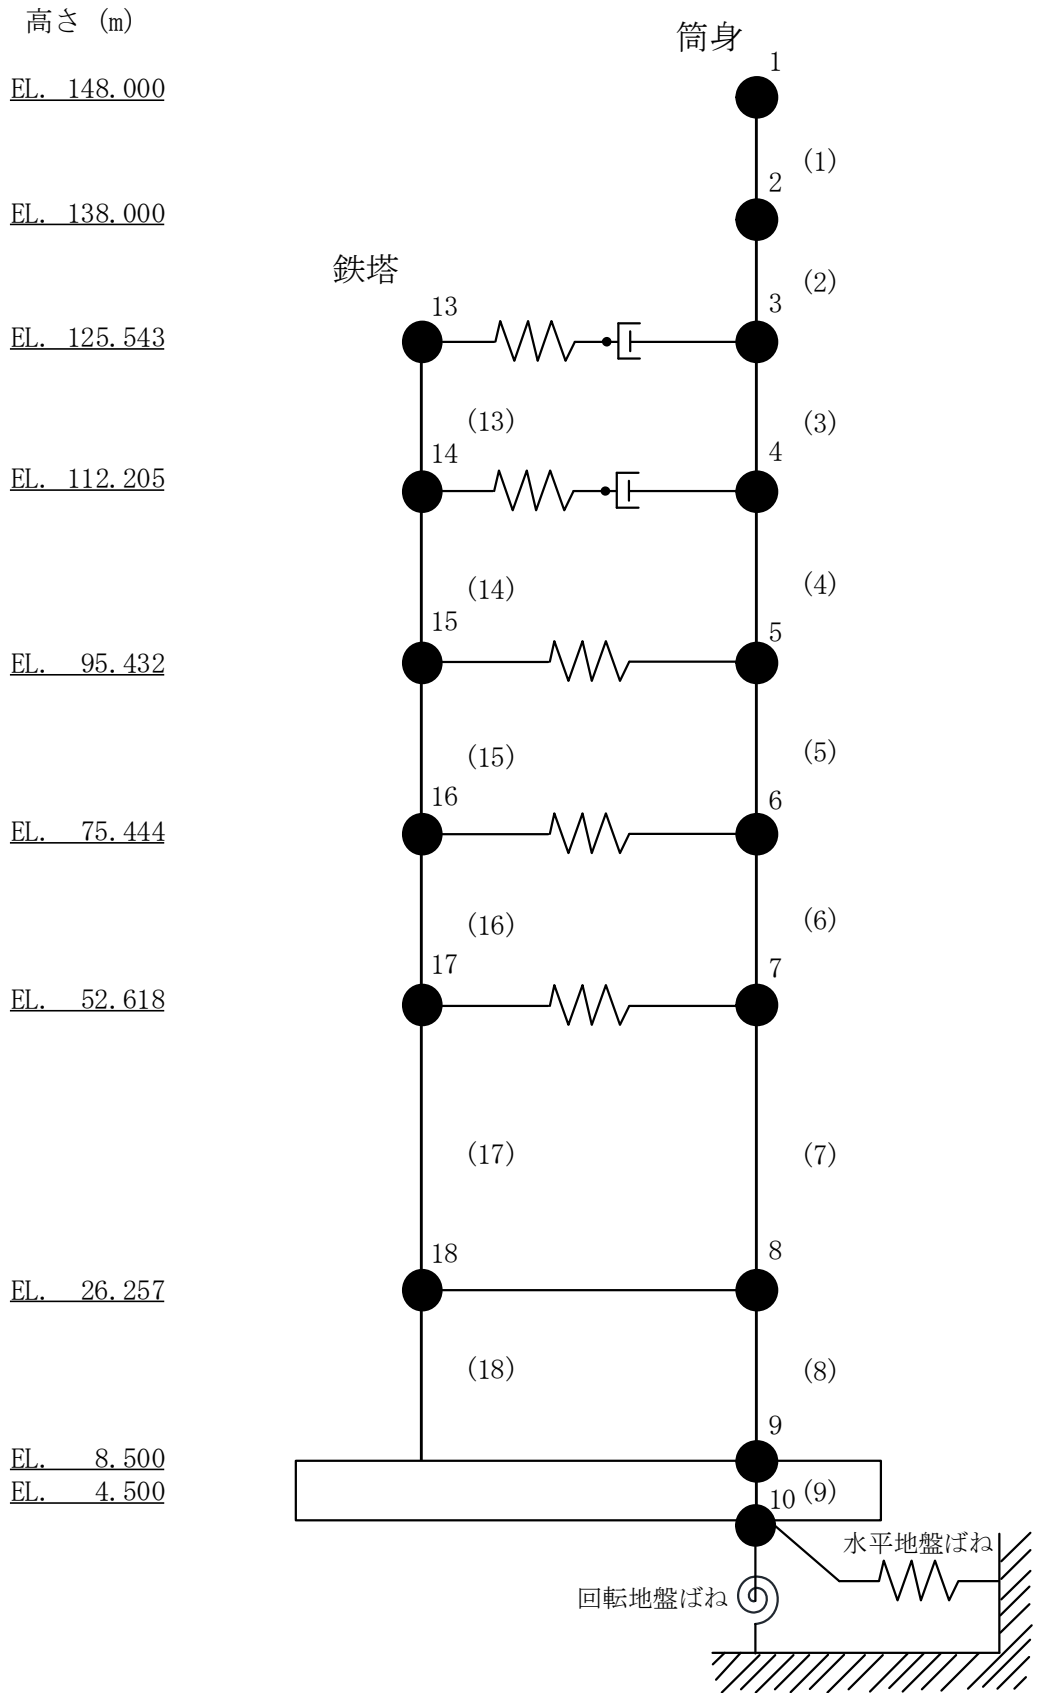 高さ (m)
筒身
1
EL. 148.000
(1)
2
EL. 138.000
鉄塔
(2)
13
3
EL. 125.543
(13)
(3)
14
4
EL. 112.205
(14)
(4)
15
5
EL. 95.432
(15)
(5)
16
6
EL. 75.444
(16)
(6)
17
7
EL. 52.618
(17)
(7)
18
8
EL. 26.257
(18)
(8)
9
EL. 8.500
EL. 4.500
10
(9)
水平地盤ばね
回転地盤ばね